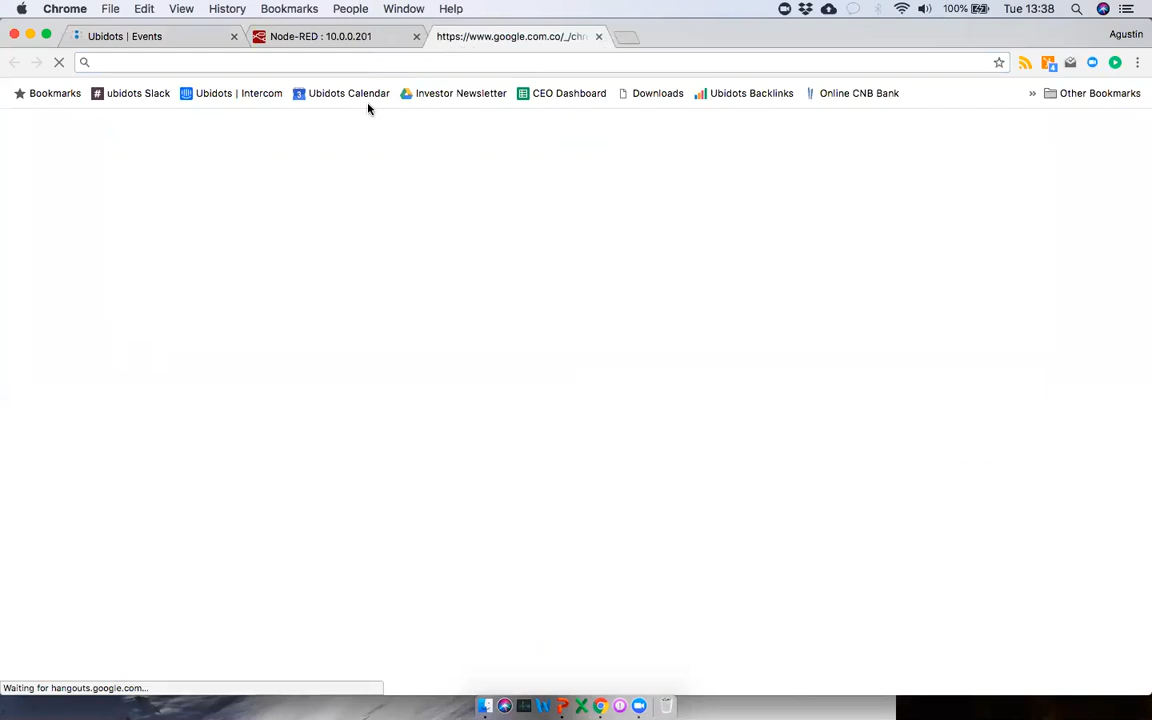 Chrome File Edit View History Bookmarks People Window Help 100% Tue 13:38
Ubidots | Events Node-RED : 10.0.0.201 https://www.google.com.co/_/chr Agustin
Bookmarks ubidots Slack Ubidots | Intercom 3 Ubidots Calendar Investor Newsletter CEO Dashboard Downloads Ubidots Backlinks Online CNB Bank » Other Bookmarks
Waiting for hangouts.google.com...